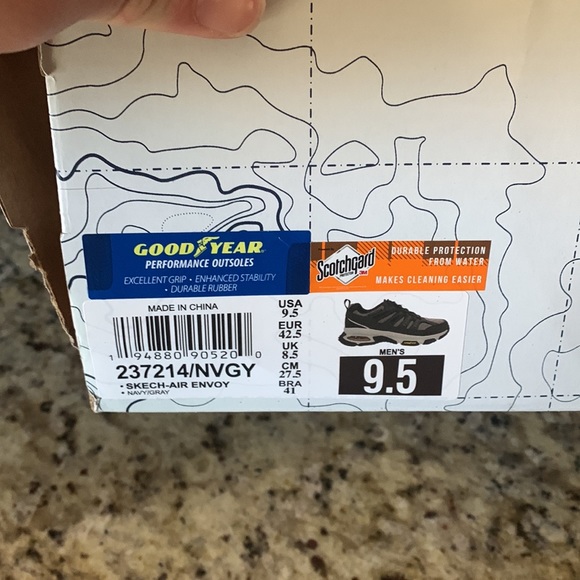 GOODYEAR
PERFORMANCE OUTSOLES
EXCELLENT GRIP • ENHANCED STABILITY
• DURABLE RUBBER
Scotchgard
PROTECTOR 3M
DURABLE PROTECTION
FROM WATER
MAKES CLEANING EASIER
MADE IN CHINA
1 94880 90520 0
237214/NVGY
• SKECH-AIR ENVOY
• NAVY/GRAY
USA
9.5
EUR
42.5
UK
8.5
CM
27.5
BRA
41
MEN'S
9.5